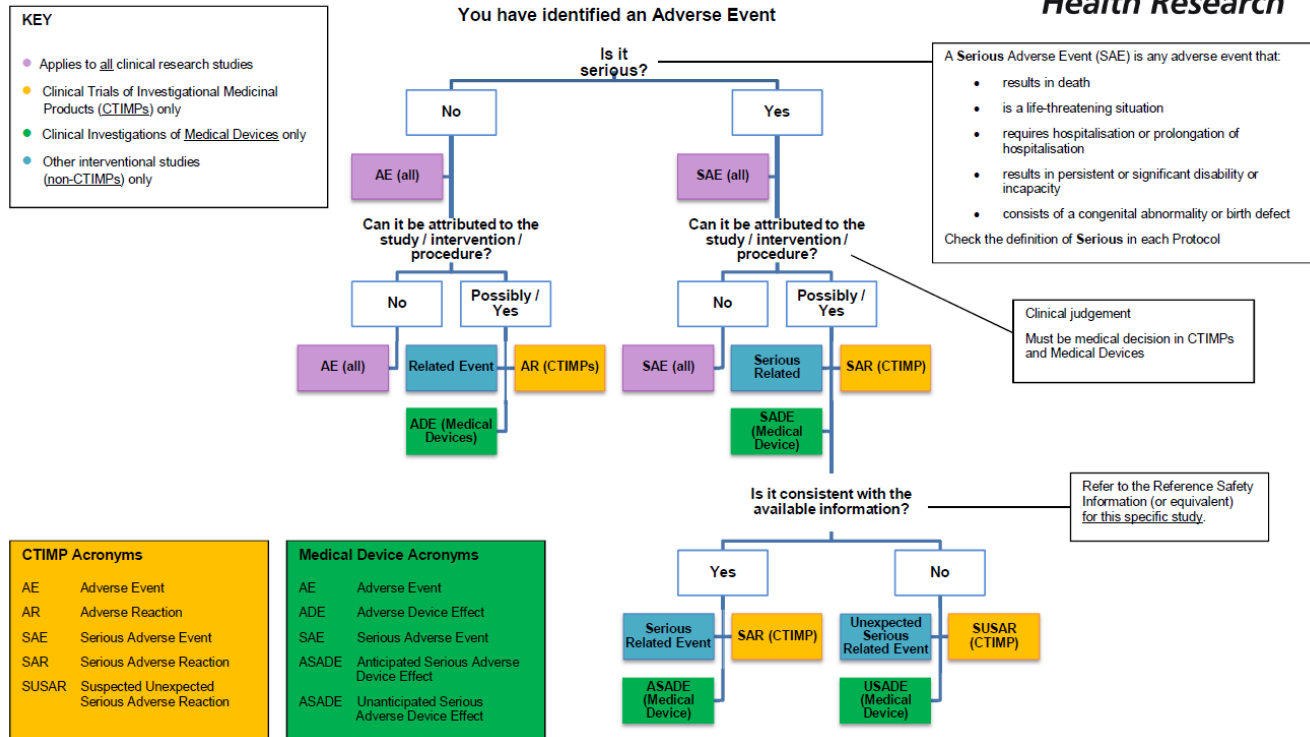 Health Research
You have identified an Adverse Event
KEY
Applies to all clinical research studies
Clinical Trials of Investigational Medicinal
Products (CTIMPs) only
Clinical Investigations of Medical Devices only
Other interventional studies
(non-CTIMPs) only
Is it
serious?
A Serious Adverse Event (SAE) is any adverse event that:
• results in death
• is a life-threatening situation
• requires hospitalisation or prolongation of
hospitalisation
• results in persistent or significant disability or
incapacity
• consists of a congenital abnormality or birth defect
Check the definition of Serious in each Protocol
No
Yes
AE (all)
SAE (all)
Can it be attributed to the
study / intervention /
procedure?
Can it be attributed to the
study / intervention /
procedure?
No
Possibly /
Yes
No
Possibly /
Yes
Clinical judgement
Must be medical decision in CTIMPs
and Medical Devices
AE (all)
Related Event
AR (CTIMPs)
SAE (all)
Serious
Related
SAR (CTIMP)
ADE (Medical
Devices)
SADE
(Medical
Device)
Is it consistent with the
available information?
Refer to the Reference Safety
Information (or equivalent)
for this specific study.
Yes
No
Serious
Related Event
SAR (CTIMP)
Unexpected
Serious
Related Event
SUSAR
(CTIMP)
ASADE
(Medical
Device)
USADE
(Medical
Device)
CTIMP Acronyms
AE Adverse Event
AR Adverse Reaction
SAE Serious Adverse Event
SAR Serious Adverse Reaction
SUSAR Suspected Unexpected
Serious Adverse Reaction
Medical Device Acronyms
AE Adverse Event
ADE Adverse Device Effect
SAE Serious Adverse Event
ASADE Anticipated Serious Adverse
Device Effect
ASADE Unanticipated Serious
Adverse Device Effect